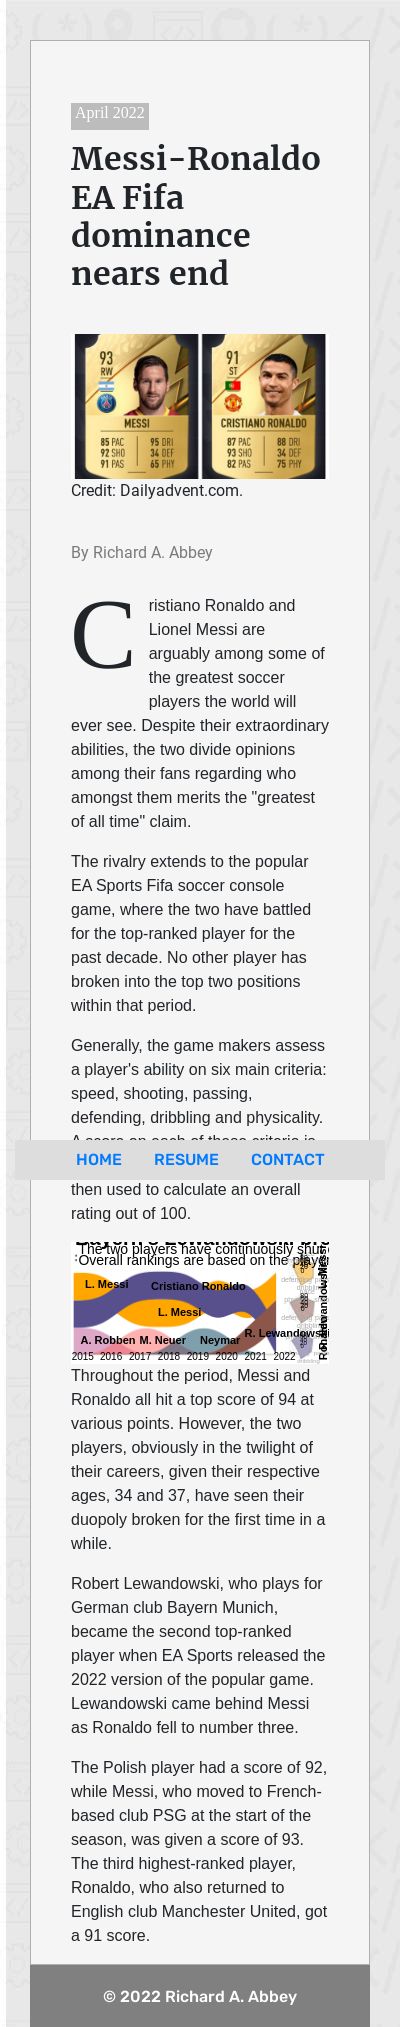 April 2022
Messi-Ronaldo
EA Fifa
dominance
nears end
93
RW
MESSI
85 PAC 95 DRI
92 SHO 34 DEF
91 PAS 65 PHY
91
ST
CRISTIANO RONALDO
87 PAC 88 DRI
93 SHO 34 DEF
82 PAS 75 PHY
Credit: Dailyadvent.com.
By Richard A. Abbey
Cristiano Ronaldo and
Lionel Messi are
arguably among some of
the greatest soccer
players the world will
ever see. Despite their extraordinary
abilities, the two divide opinions
among their fans regarding who
amongst them merits the "greatest
of all time" claim.
The rivalry extends to the popular
EA Sports Fifa soccer console
game, where the two have battled
for the top-ranked player for the
past decade. No other player has
broken into the top two positions
within that period.
Generally, the game makers assess
a player's ability on six main criteria:
speed, shooting, passing,
defending, dribbling and physicality.
HOME RESUME CONTACT
then used to calculate an overall
rating out of 100.
The two players have continuously
Overall rankings are based on the
L. Messi
Cristiano Ronaldo
L. Messi
A. Robben M. Neuer Neymar R. Lewandowski
2015 2016 2017 2018 2019 2020 2021 2022
Throughout the period, Messi and
Ronaldo all hit a top score of 94 at
various points. However, the two
players, obviously in the twilight of
their careers, given their respective
ages, 34 and 37, have seen their
duopoly broken for the first time in a
while.
Robert Lewandowski, who plays for
German club Bayern Munich,
became the second top-ranked
player when EA Sports released the
2022 version of the popular game.
Lewandowski came behind Messi
as Ronaldo fell to number three.
The Polish player had a score of 92,
while Messi, who moved to French-
based club PSG at the start of the
season, was given a score of 93.
The third highest-ranked player,
Ronaldo, who also returned to
English club Manchester United, got
a 91 score.
© 2022 Richard A. Abbey